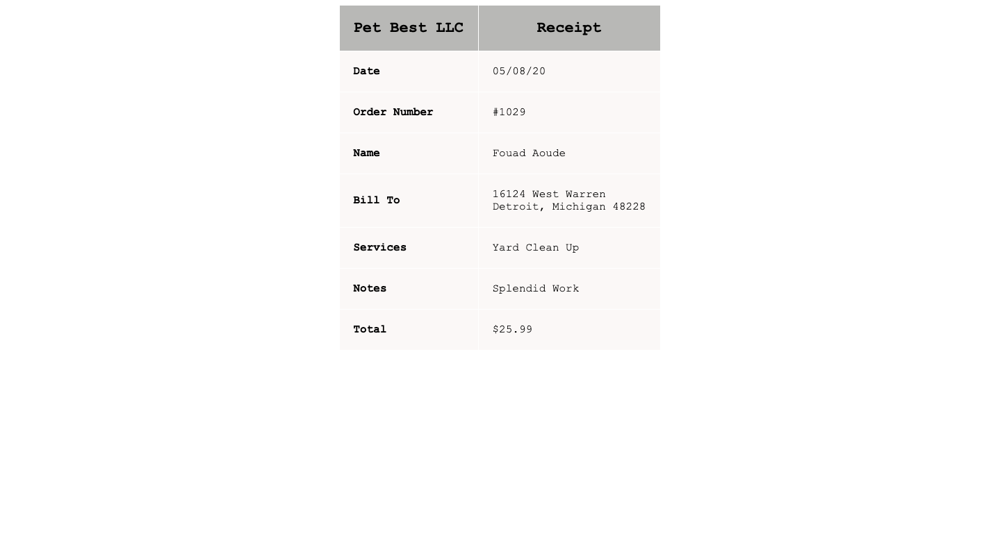 Pet Best LLC Receipt
Date 05/08/20
Order Number #1029
Name Fouad Aoude
Bill To 16124 West Warren
Detroit, Michigan 48228
Services Yard Clean Up
Notes Splendid Work
Total $25.99